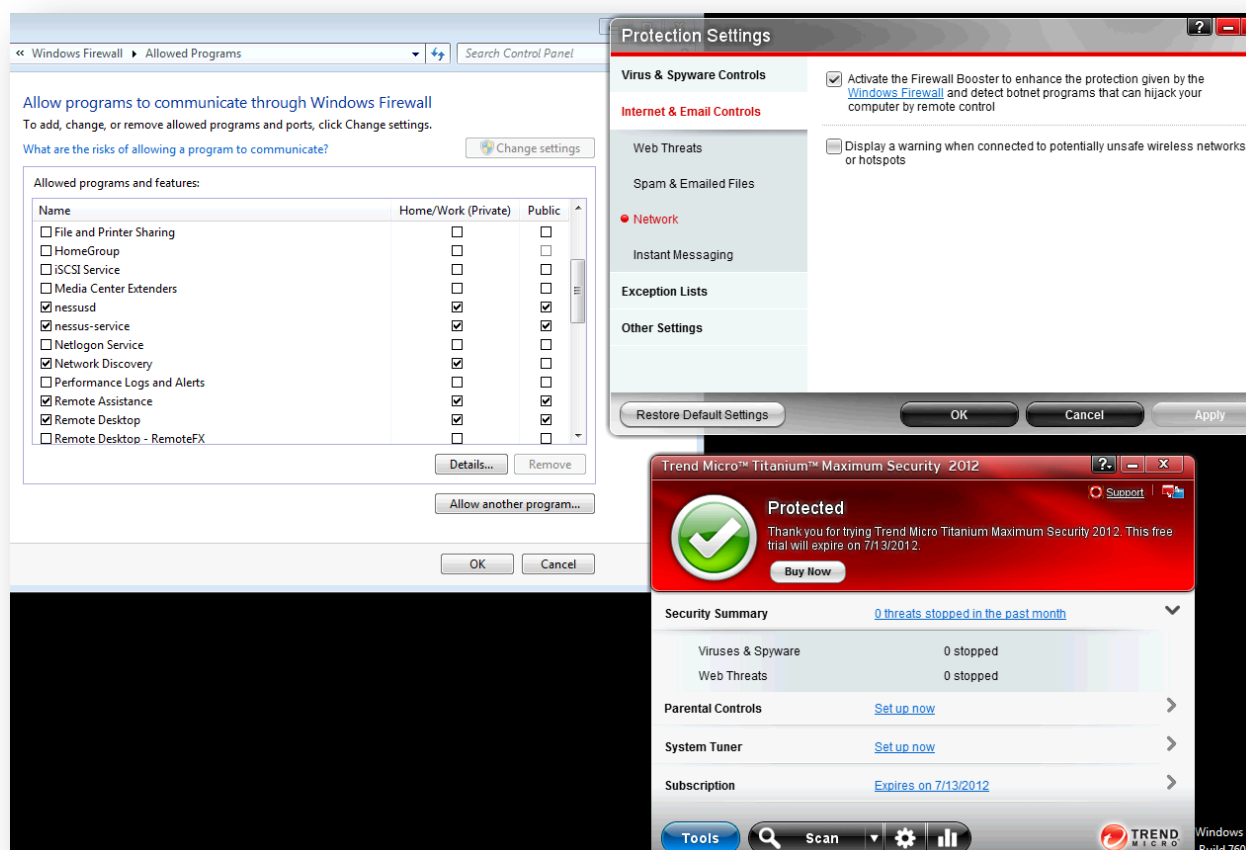 « Windows Firewall ▸ Allowed Programs
Search Control Panel
Allow programs to communicate through Windows Firewall
To add, change, or remove allowed programs and ports, click Change settings.
What are the risks of allowing a program to communicate?
Change settings
Allowed programs and features:
Name Home/Work (Private) Public
File and Printer Sharing
HomeGroup
iSCSI Service
Media Center Extenders
nessusd
nessus-service
Netlogon Service
Network Discovery
Performance Logs and Alerts
Remote Assistance
Remote Desktop
Remote Desktop - RemoteFX
Details... Remove
Allow another program...
OK Cancel
Protection Settings
?
Virus & Spyware Controls
Internet & Email Controls
Web Threats
Spam & Emailed Files
Network
Instant Messaging
Exception Lists
Other Settings
Activate the Firewall Booster to enhance the protection given by the
Windows Firewall and detect botnet programs that can hijack your
computer by remote control
Display a warning when connected to potentially unsafe wireless networks
or hotspots
Restore Default Settings OK Cancel Apply
Trend Micro™ Titanium™ Maximum Security 2012
?
Support
Protected
Thank you for trying Trend Micro Titanium Maximum Security 2012. This free
trial will expire on 7/13/2012.
Buy Now
Security Summary 0 threats stopped in the past month
Viruses & Spyware 0 stopped
Web Threats 0 stopped
Parental Controls Set up now
System Tuner Set up now
Subscription Expires on 7/13/2012
Tools Scan
TREND
MICRO
Windows
Build 760